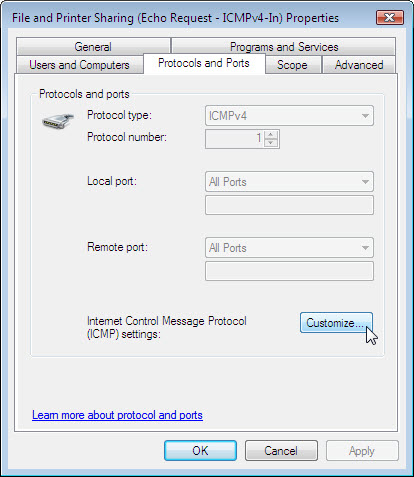 File and Printer Sharing (Echo Request - ICMPv4-In) Properties
General
Programs and Services
Users and Computers
Protocols and Ports
Scope
Advanced
Protocols and ports
Protocol type:
ICMPv4
Protocol number:
1
Local port:
All Ports
Remote port:
All Ports
Internet Control Message Protocol
(ICMP) settings:
Customize...
Learn more about protocol and ports
OK
Cancel
Apply